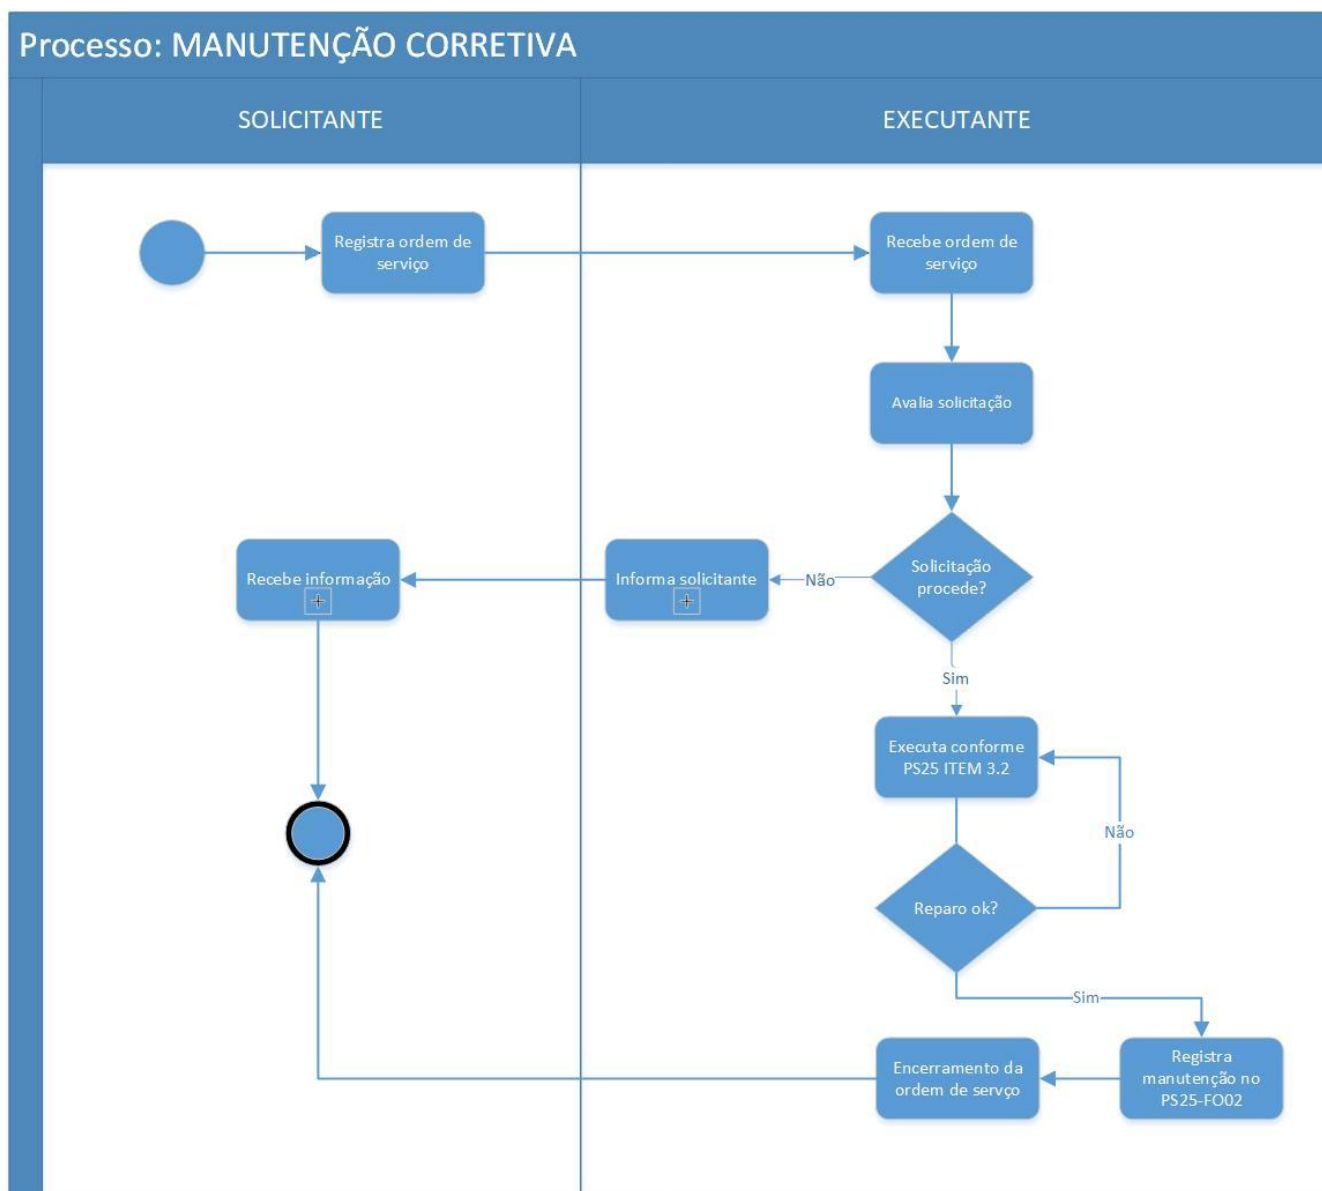 Processo: MANUTENÇÃO CORRETIVA
SOLICITANTE
EXECUTANTE
Registra ordem de
serviço
Recebe ordem de
serviço
Avalia solicitação
Solicitação
procede?
Não
Informa solicitante
Recebe informação
Sim
Executa conforme
PS25 ITEM 3.2
Não
Reparo ok?
Sim
Registra
manutenção no
PS25-FO02
Encerramento da
ordem de servço